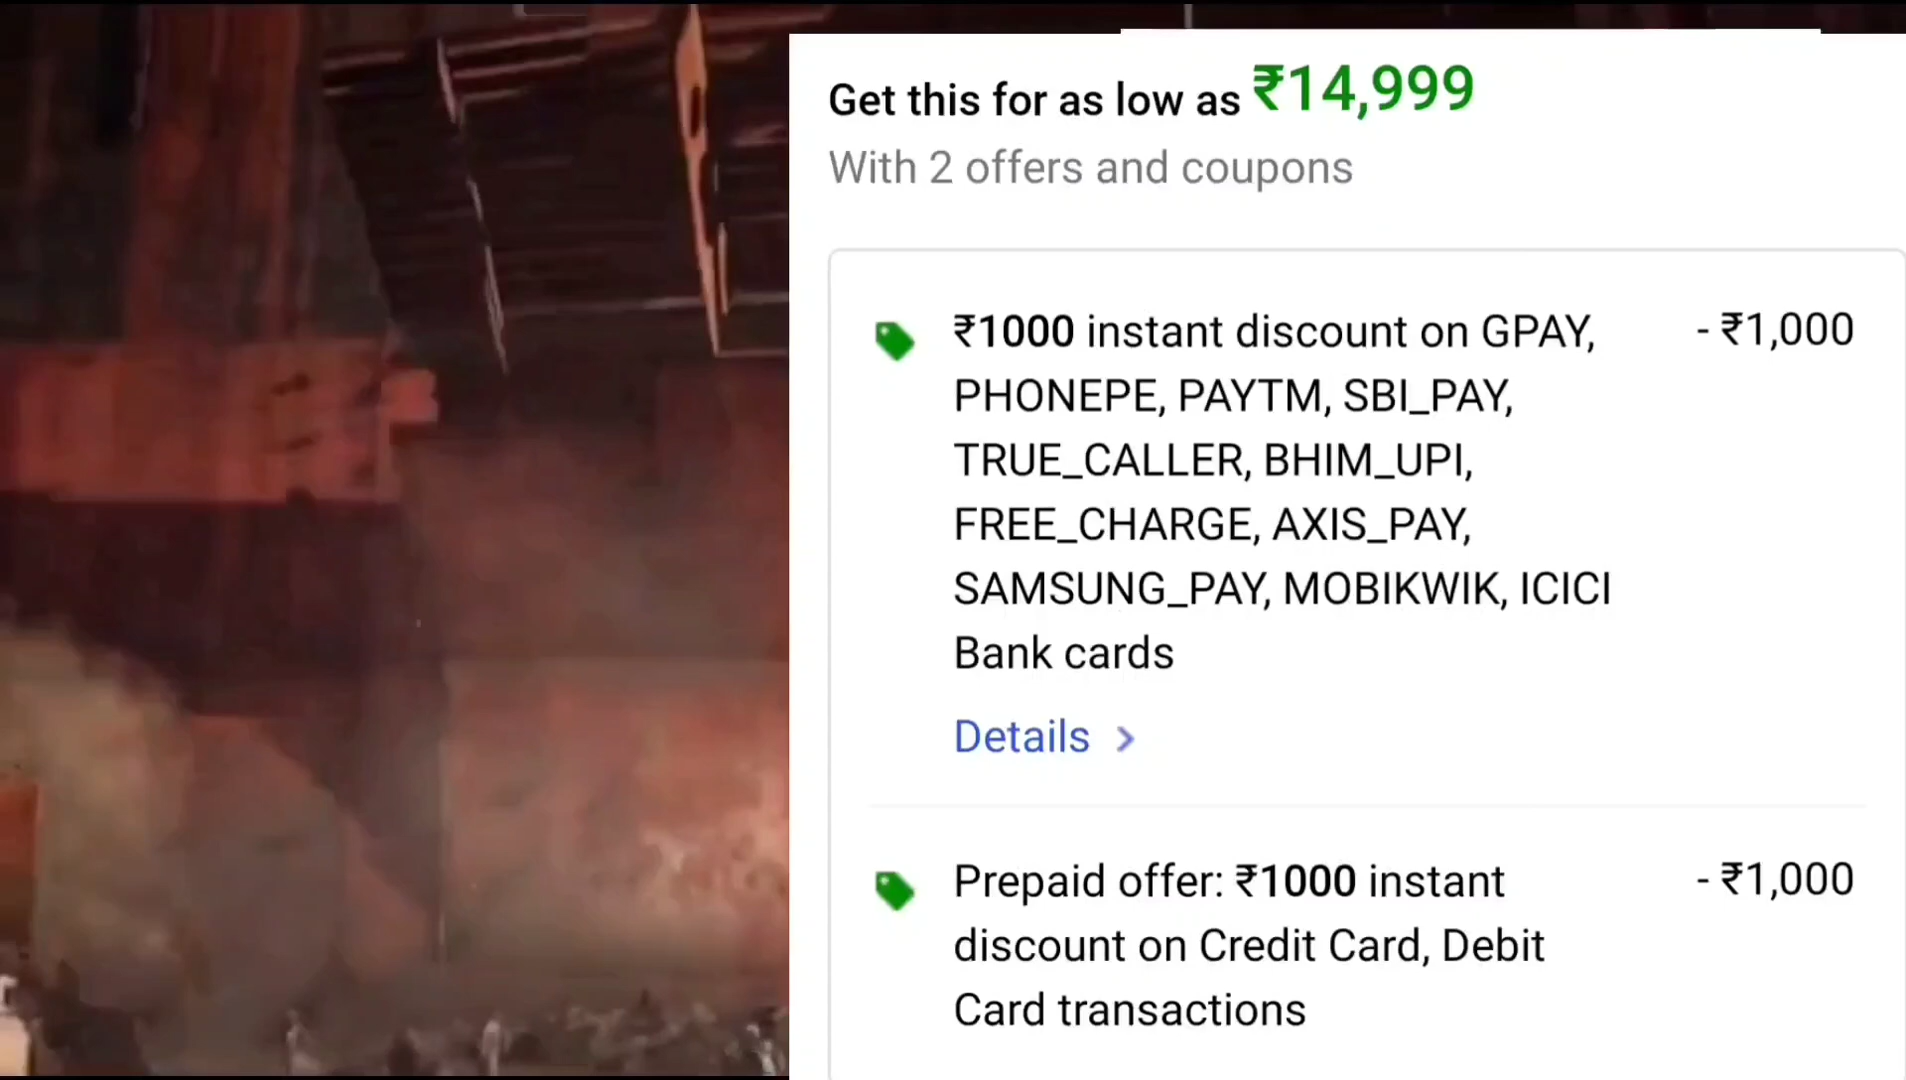 Get this for as low as ₹14,999
With 2 offers and coupons
₹1000 instant discount on GPAY, - ₹1,000
PHONEPE, PAYTM, SBI_PAY,
TRUE_CALLER, BHIM_UPI,
FREE_CHARGE, AXIS_PAY,
SAMSUNG_PAY, MOBIKWIK, ICICI
Bank cards
Details >
Prepaid offer: ₹1000 instant - ₹1,000
discount on Credit Card, Debit
Card transactions